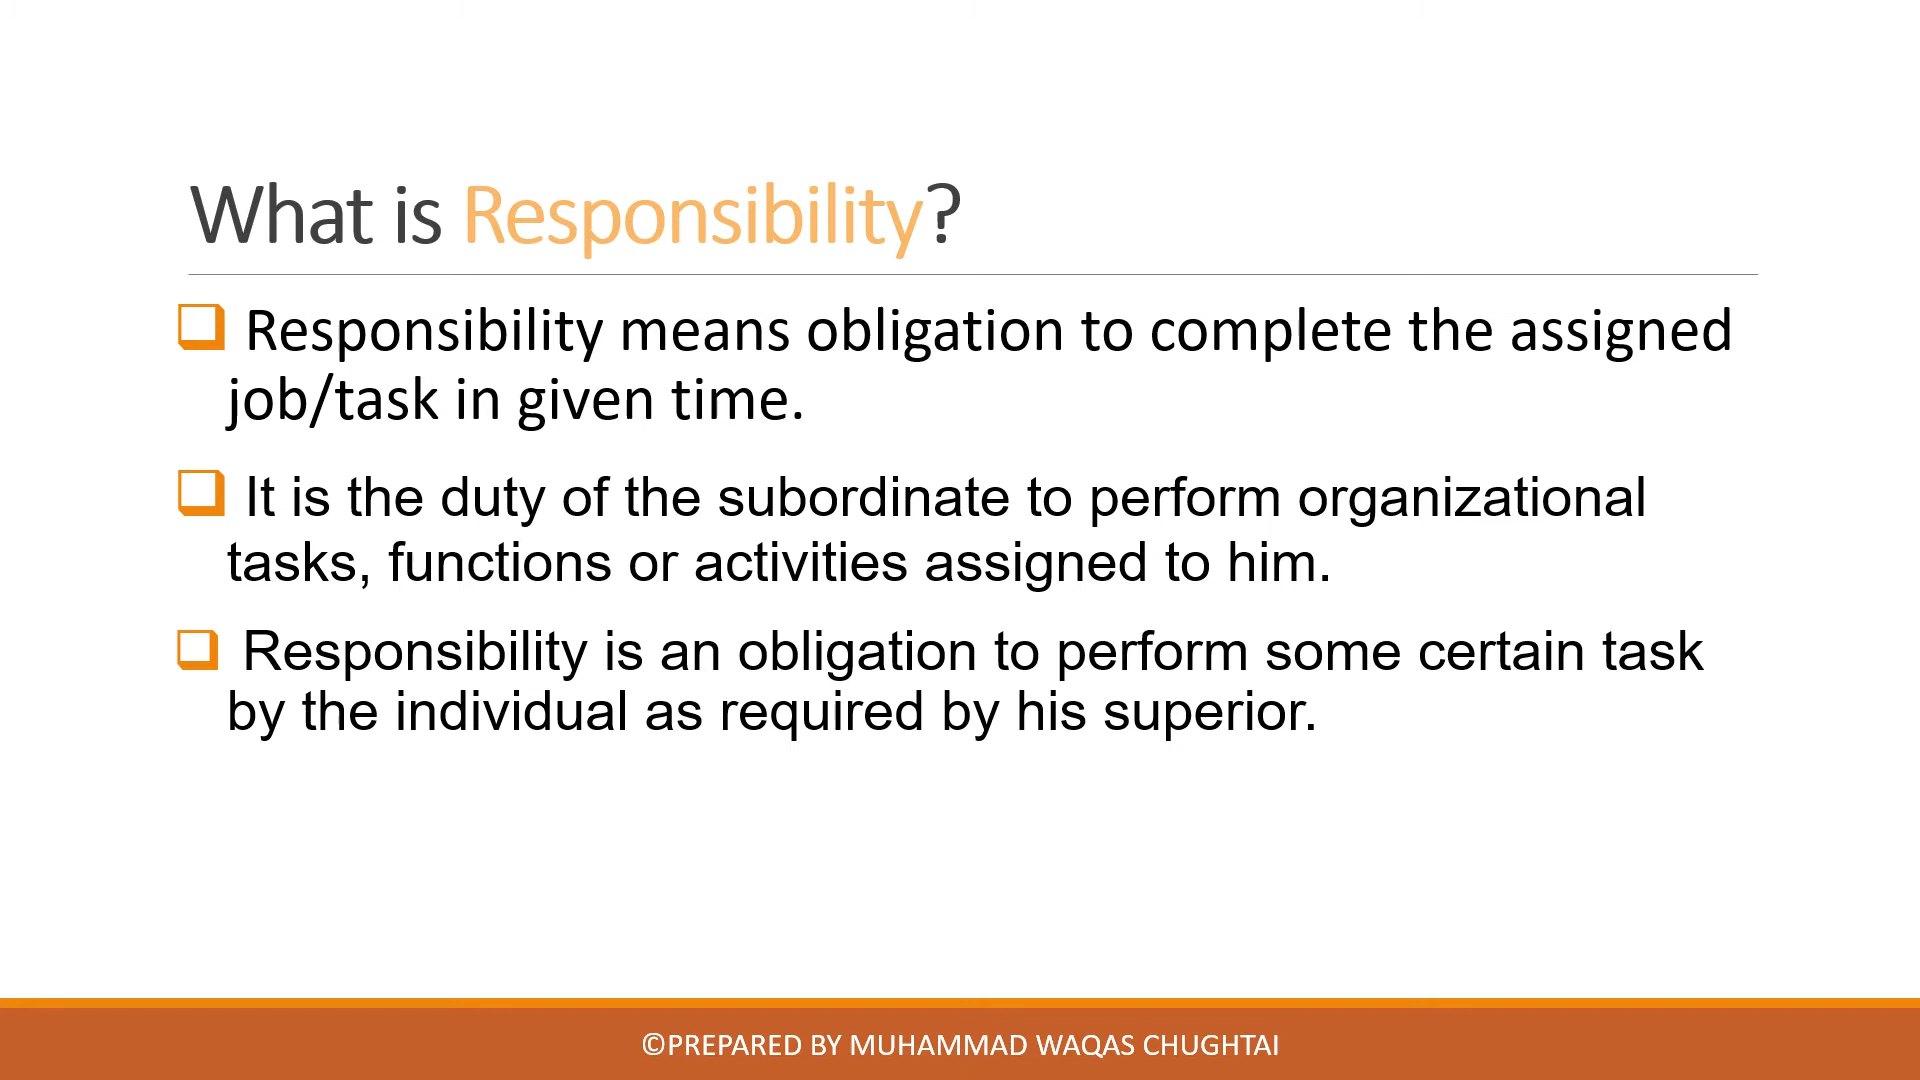 What is Responsibility?
Responsibility means obligation to complete the assigned
job/task in given time.
It is the duty of the subordinate to perform organizational
tasks, functions or activities assigned to him.
Responsibility is an obligation to perform some certain task
by the individual as required by his superior.
©PREPARED BY MUHAMMAD WAQAS CHUGHTAI